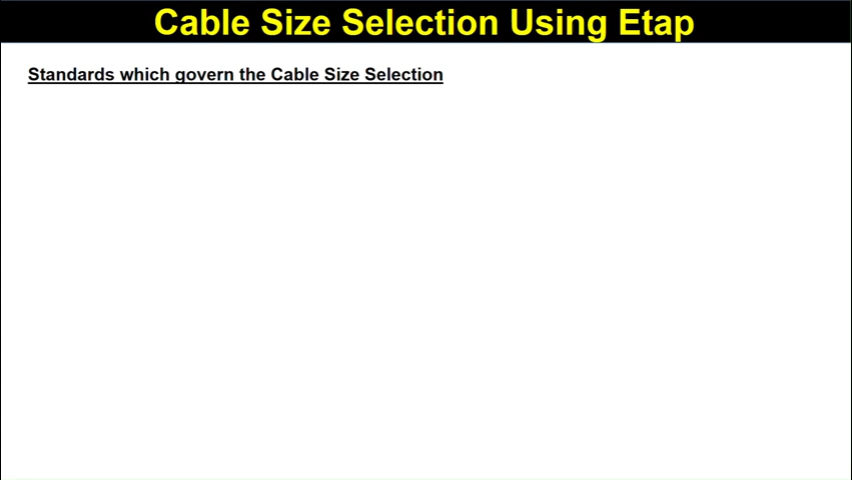 Cable Size Selection Using Etap
Standards which govern the Cable Size Selection